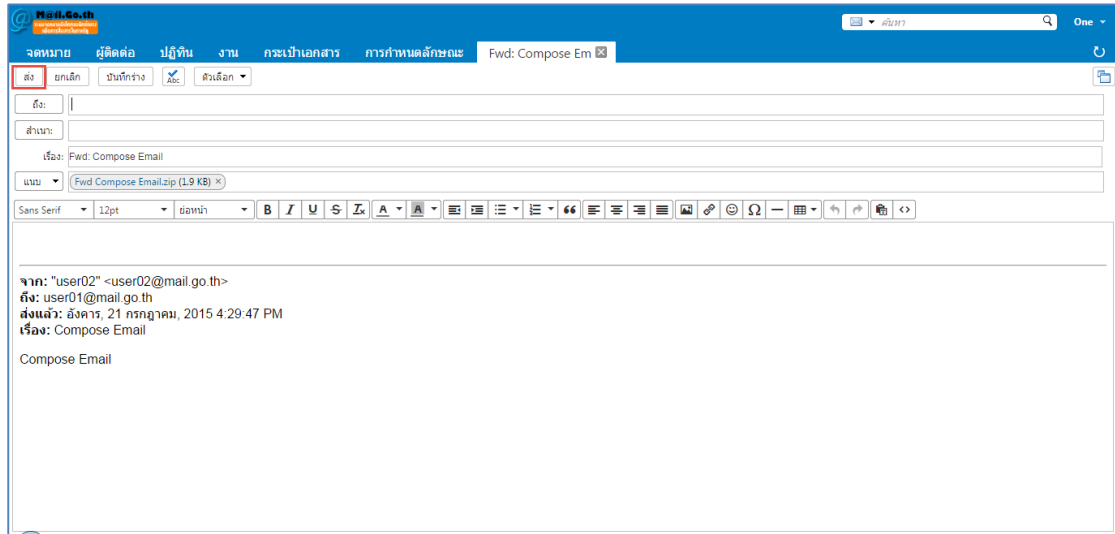 M@il.Go.th
ค้นหา
One
จดหมาย ผู้ติดต่อ ปฏิทิน งาน กระเป๋าเอกสาร การกำหนดลักษณะ Fwd: Compose Em
ส่ง ยกเลิก บันทึกร่าง Abc ตัวเลือก
ถึง:
สำเนา:
เรื่อง: Fwd: Compose Email
แนบ Fwd Compose Email.zip (1.9 KB) ×
Sans Serif 12pt ย่อหน้า B I U S Tx A A
จาก: "user02" <user02@mail.go.th>
ถึง: user01@mail.go.th
ส่งแล้ว: อังคาร, 21 กรกฎาคม, 2015 4:29:47 PM
เรื่อง: Compose Email
Compose Email